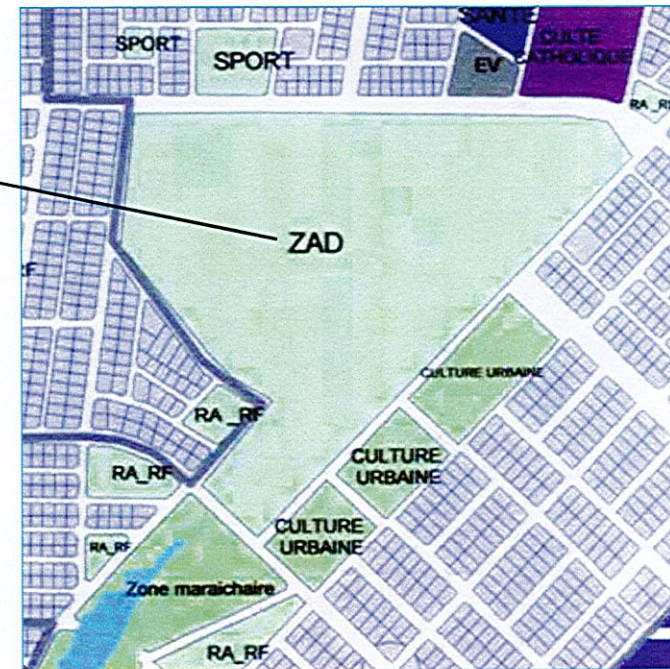 SANTE
SPORT
SPORT
EV
CULTE
CATHOLIQUE
RA_RF
ZAD
CULTURE URBAINE
RA_RF
CULTURE
URBAINE
RA_RF
CULTURE
URBAINE
RA_RF
Zone maraichaire
RA_RF